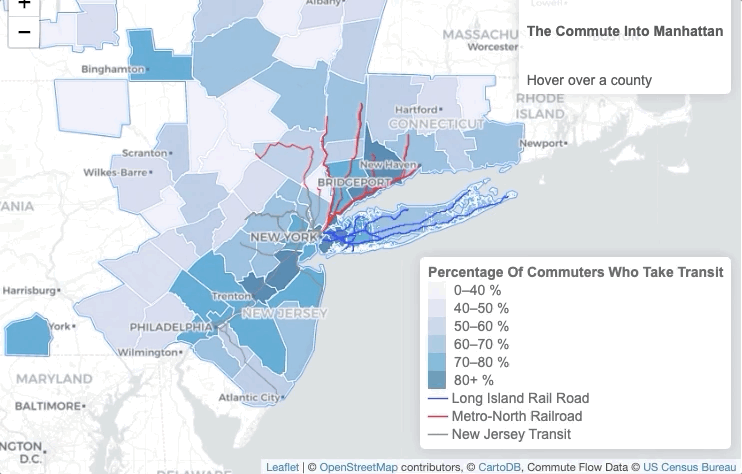 +
−
Albany•
Lowell•
MASSACHU
Worcester•
The Commute Into Manhattan
Hover over a county
Binghamton•
Hartford•
CONNECTICUT
RHODE
ISLAND
Newport•
Scranton•
Wilkes-Barre•
New Haven
BRIDGEPORT
ANIA
NEW YORK
Harrisburg•
York•
Trenton
NEW JERSEY
PHILADELPHIA
Wilmington•
MARYLAND
BALTIMORE•
Atlantic City•
NGTON
D.C.
DELAWARE
Percentage Of Commuters Who Take Transit
0–40 %
40–50 %
50–60 %
60–70 %
70–80 %
80+ %
Long Island Rail Road
Metro-North Railroad
New Jersey Transit
Leaflet | © OpenStreetMap contributors, © CartoDB, Commute Flow Data © US Census Bureau